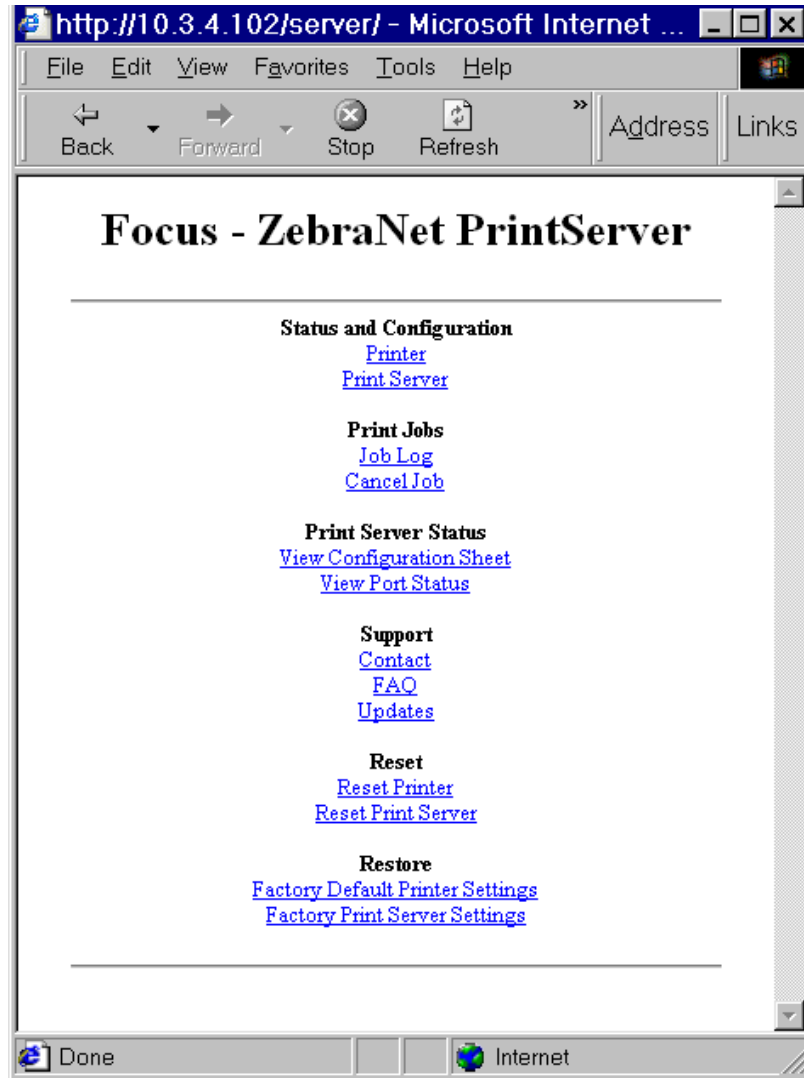 http://10.3.4.102/server/ - Microsoft Internet ...
File Edit View Favorites Tools Help
Back Forward Stop Refresh » Address Links
Focus - ZebraNet PrintServer
Status and Configuration
Printer
Print Server
Print Jobs
Job Log
Cancel Job
Print Server Status
View Configuration Sheet
View Port Status
Support
Contact
FAQ
Updates
Reset
Reset Printer
Reset Print Server
Restore
Factory Default Printer Settings
Factory Print Server Settings
Done Internet